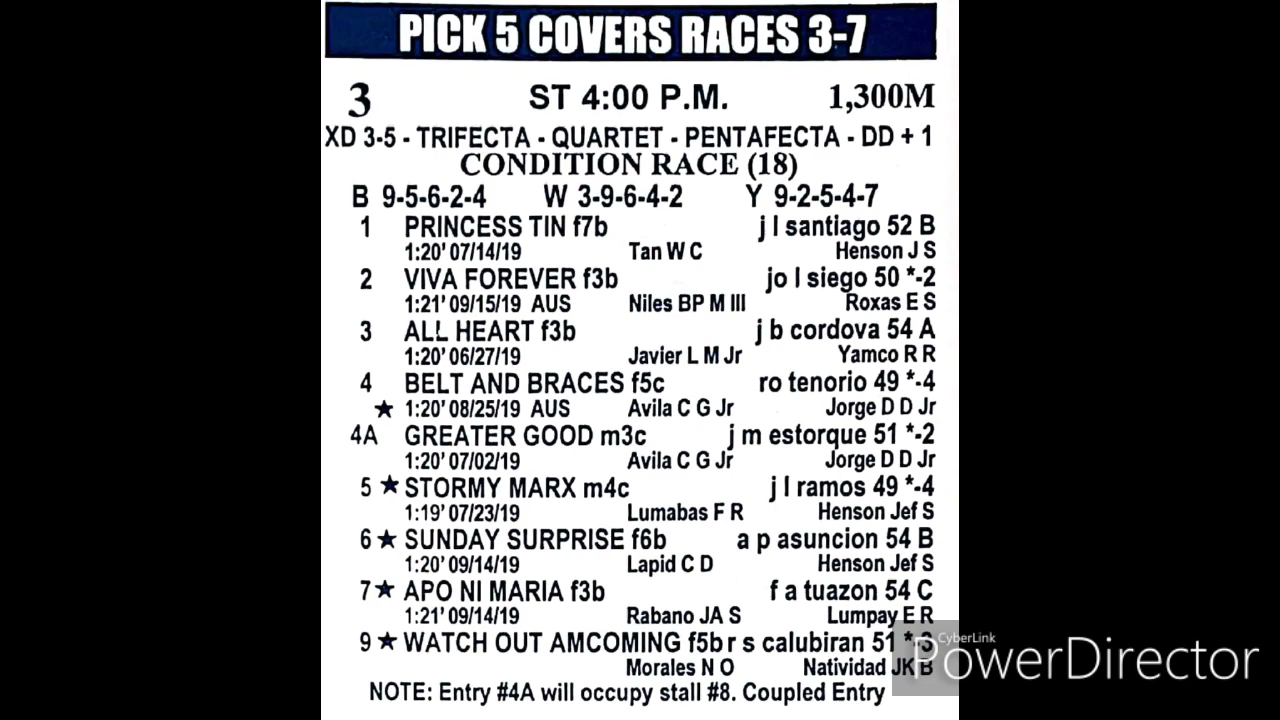 PICK 5 COVERS RACES 3-7
3 ST 4:00 P.M. 1,300M
XD 3-5 - TRIFECTA - QUARTET - PENTAFECTA - DD + 1
CONDITION RACE (18)
B 9-5-6-2-4 W 3-9-6-4-2 Y 9-2-5-4-7
1 PRINCESS TIN f7b j l santiago 52 B
1:20' 07/14/19 Tan W C Henson J S
2 VIVA FOREVER f3b jo l siego 50 *-2
1:21' 09/15/19 AUS Niles BP M III Roxas E S
3 ALL HEART f3b j b cordova 54 A
1:20' 06/27/19 Javier L M Jr Yamco R R
4 BELT AND BRACES f5c ro tenorio 49 *-4
★ 1:20' 08/25/19 AUS Avila C G Jr Jorge D D Jr
4A GREATER GOOD m3c j m estorque 51 *-2
1:20' 07/02/19 Avila C G Jr Jorge D D Jr
5 ★ STORMY MARX m4c j l ramos 49 *-4
1:19' 07/23/19 Lumabas F R Henson Jef S
6 ★ SUNDAY SURPRISE f6b a p asuncion 54 B
1:20' 09/14/19 Lapid C D Henson Jef S
7 ★ APO NI MARIA f3b f a tuazon 54 C
1:21' 09/14/19 Rabano JA S Lumpay E R
9 ★ WATCH OUT AMCOMING f5b r s calubiran 51 *-3
Morales N O Natividad JK B
NOTE: Entry #4A will occupy stall #8. Coupled Entry
CyberLink
PowerDirector